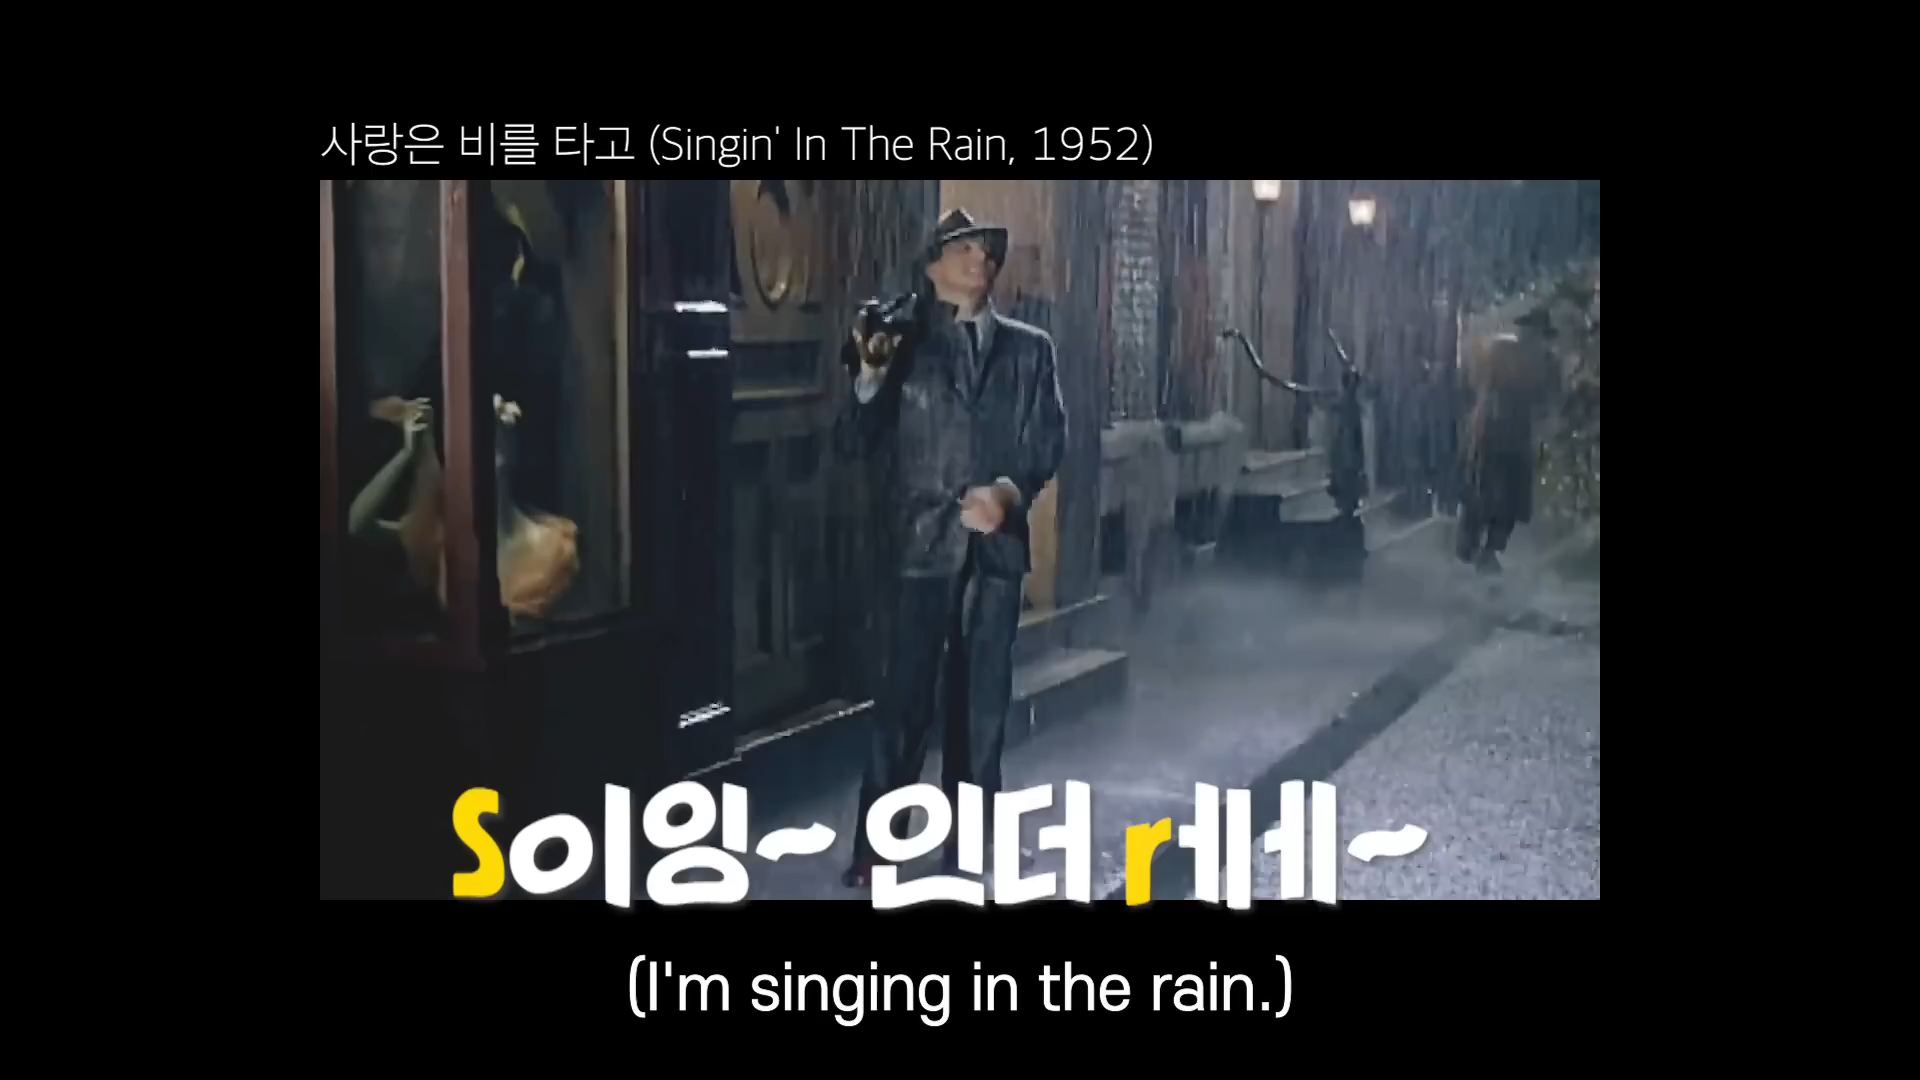 사랑은 비를 타고 (Singin' In The Rain, 1952)
S이잉~ 인더 r네~
(I'm singing in the rain.)